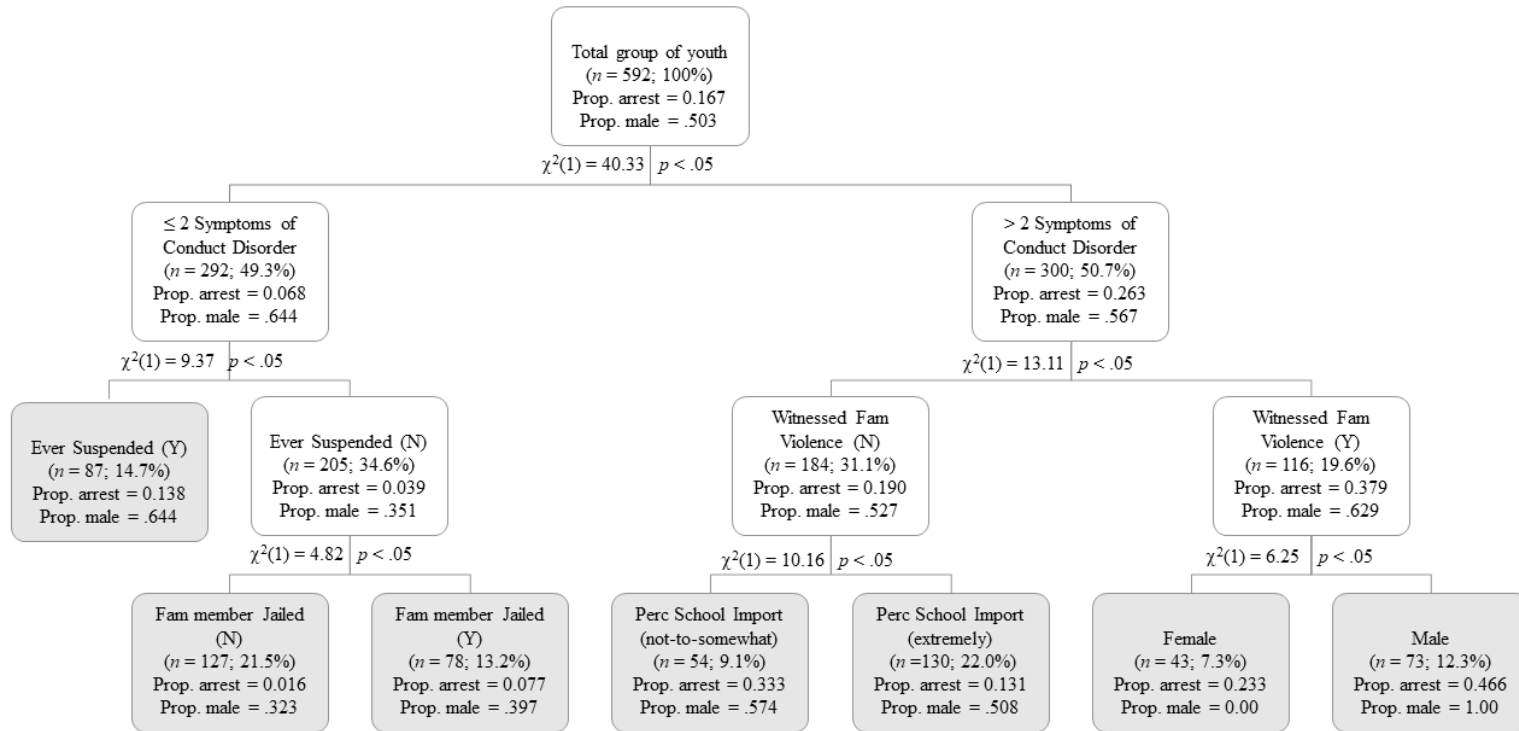 Total group of youth
(n = 592; 100%)
Prop. arrest = 0.167
Prop. male = .503
χ²(1) = 40.33 p < .05
≤ 2 Symptoms of
Conduct Disorder
(n = 292; 49.3%)
Prop. arrest = 0.068
Prop. male = .644
> 2 Symptoms of
Conduct Disorder
(n = 300; 50.7%)
Prop. arrest = 0.263
Prop. male = .567
χ²(1) = 9.37 p < .05
χ²(1) = 13.11 p < .05
Ever Suspended (Y)
(n = 87; 14.7%)
Prop. arrest = 0.138
Prop. male = .644
Ever Suspended (N)
(n = 205; 34.6%)
Prop. arrest = 0.039
Prop. male = .351
Witnessed Fam
Violence (N)
(n = 184; 31.1%)
Prop. arrest = 0.190
Prop. male = .527
Witnessed Fam
Violence (Y)
(n = 116; 19.6%)
Prop. arrest = 0.379
Prop. male = .629
χ²(1) = 4.82 p < .05
χ²(1) = 10.16 p < .05
χ²(1) = 6.25 p < .05
Fam member Jailed
(N)
(n = 127; 21.5%)
Prop. arrest = 0.016
Prop. male = .323
Fam member Jailed
(Y)
(n = 78; 13.2%)
Prop. arrest = 0.077
Prop. male = .397
Perc School Import
(not-to-somewhat)
(n = 54; 9.1%)
Prop. arrest = 0.333
Prop. male = .574
Perc School Import
(extremely)
(n =130; 22.0%)
Prop. arrest = 0.131
Prop. male = .508
Female
(n = 43; 7.3%)
Prop. arrest = 0.233
Prop. male = 0.00
Male
(n = 73; 12.3%)
Prop. arrest = 0.466
Prop. male = 1.00